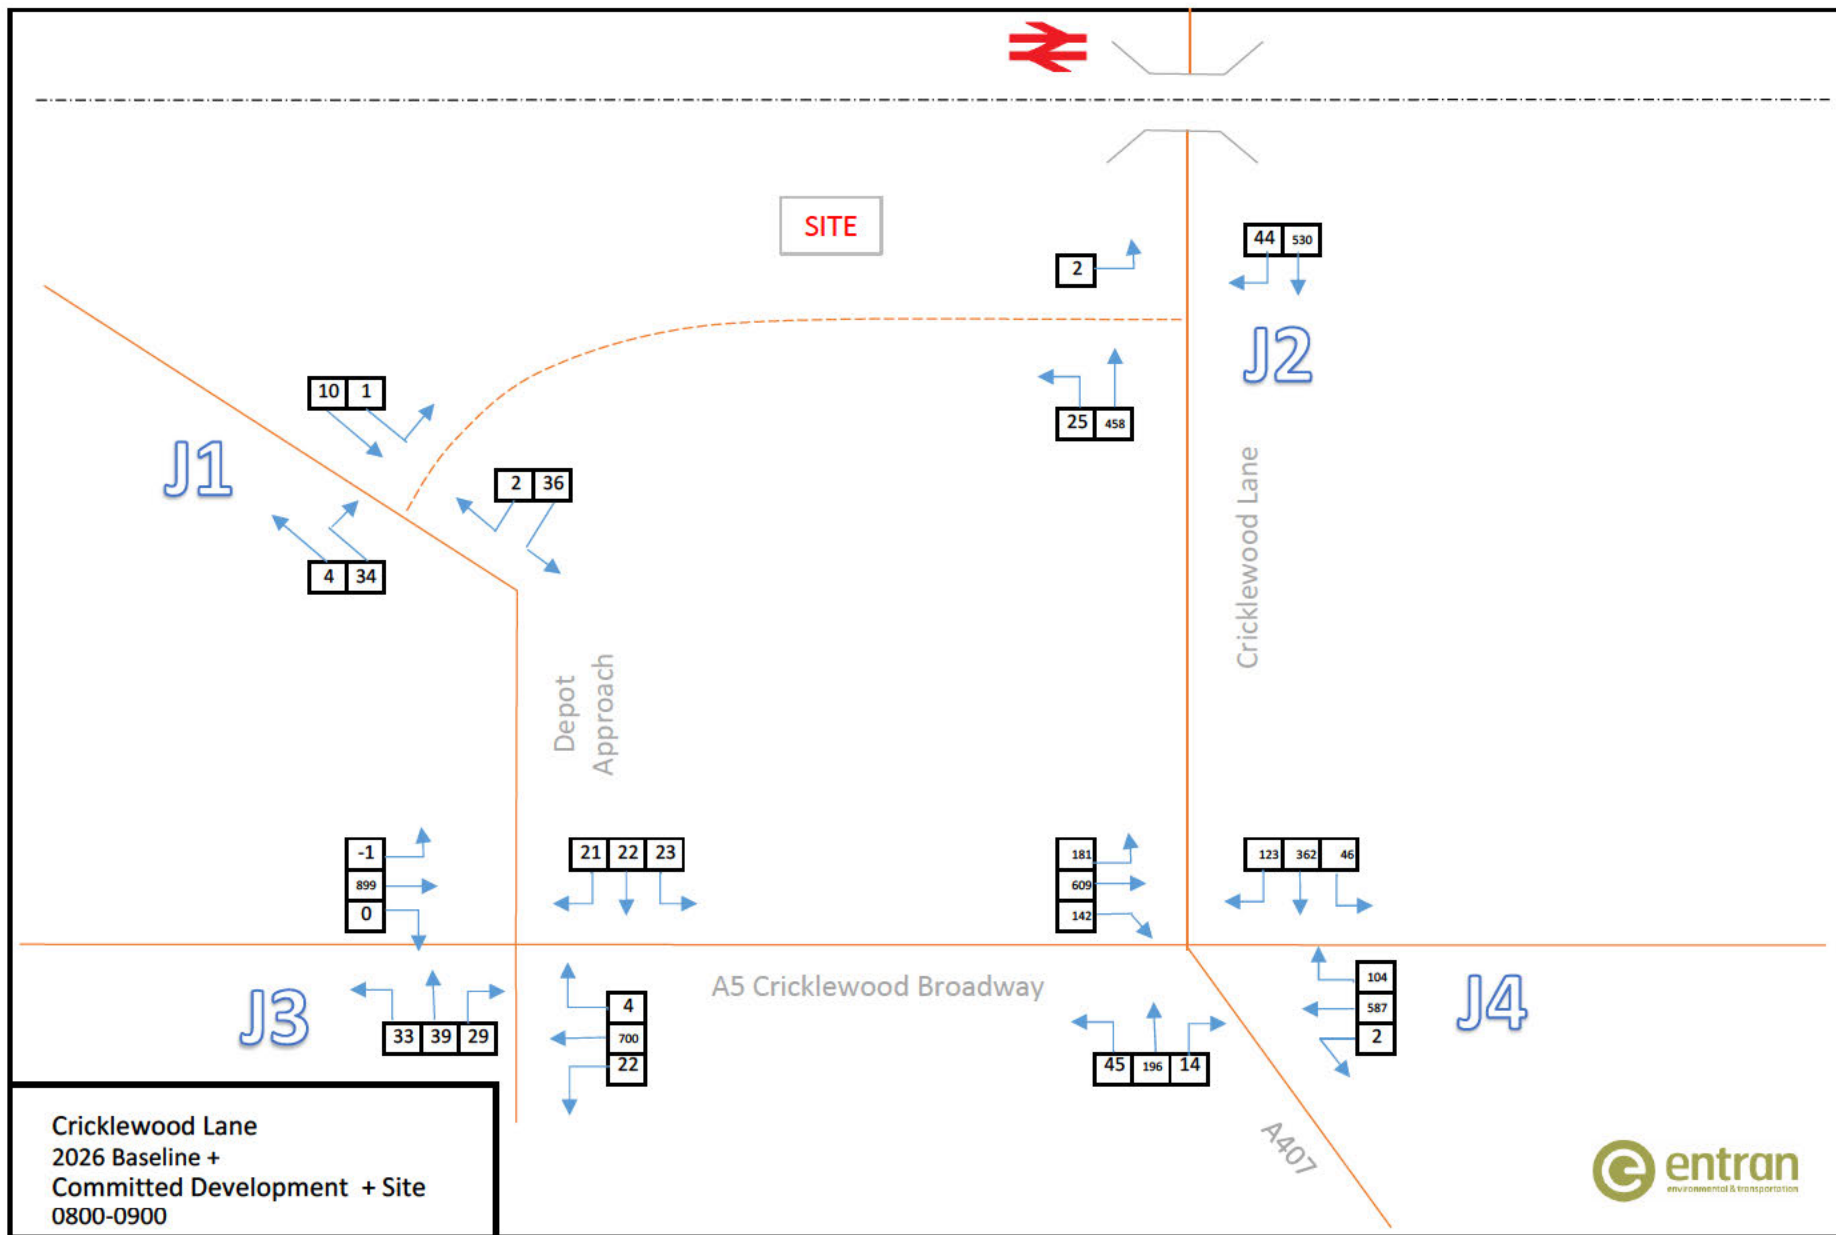 SITE
44 530
2
J2
10 1
25 458
J1
2 36
4 34
Cricklewood Lane
Depot
Approach
-1
899
0
21 22 23
181
609
142
123 362 46
A5 Cricklewood Broadway
J3
33 39 29
4
700
22
45 196 14
104
587
2
J4
A407
Cricklewood Lane
2026 Baseline +
Committed Development + Site
0800-0900
entran
environmental & transportation